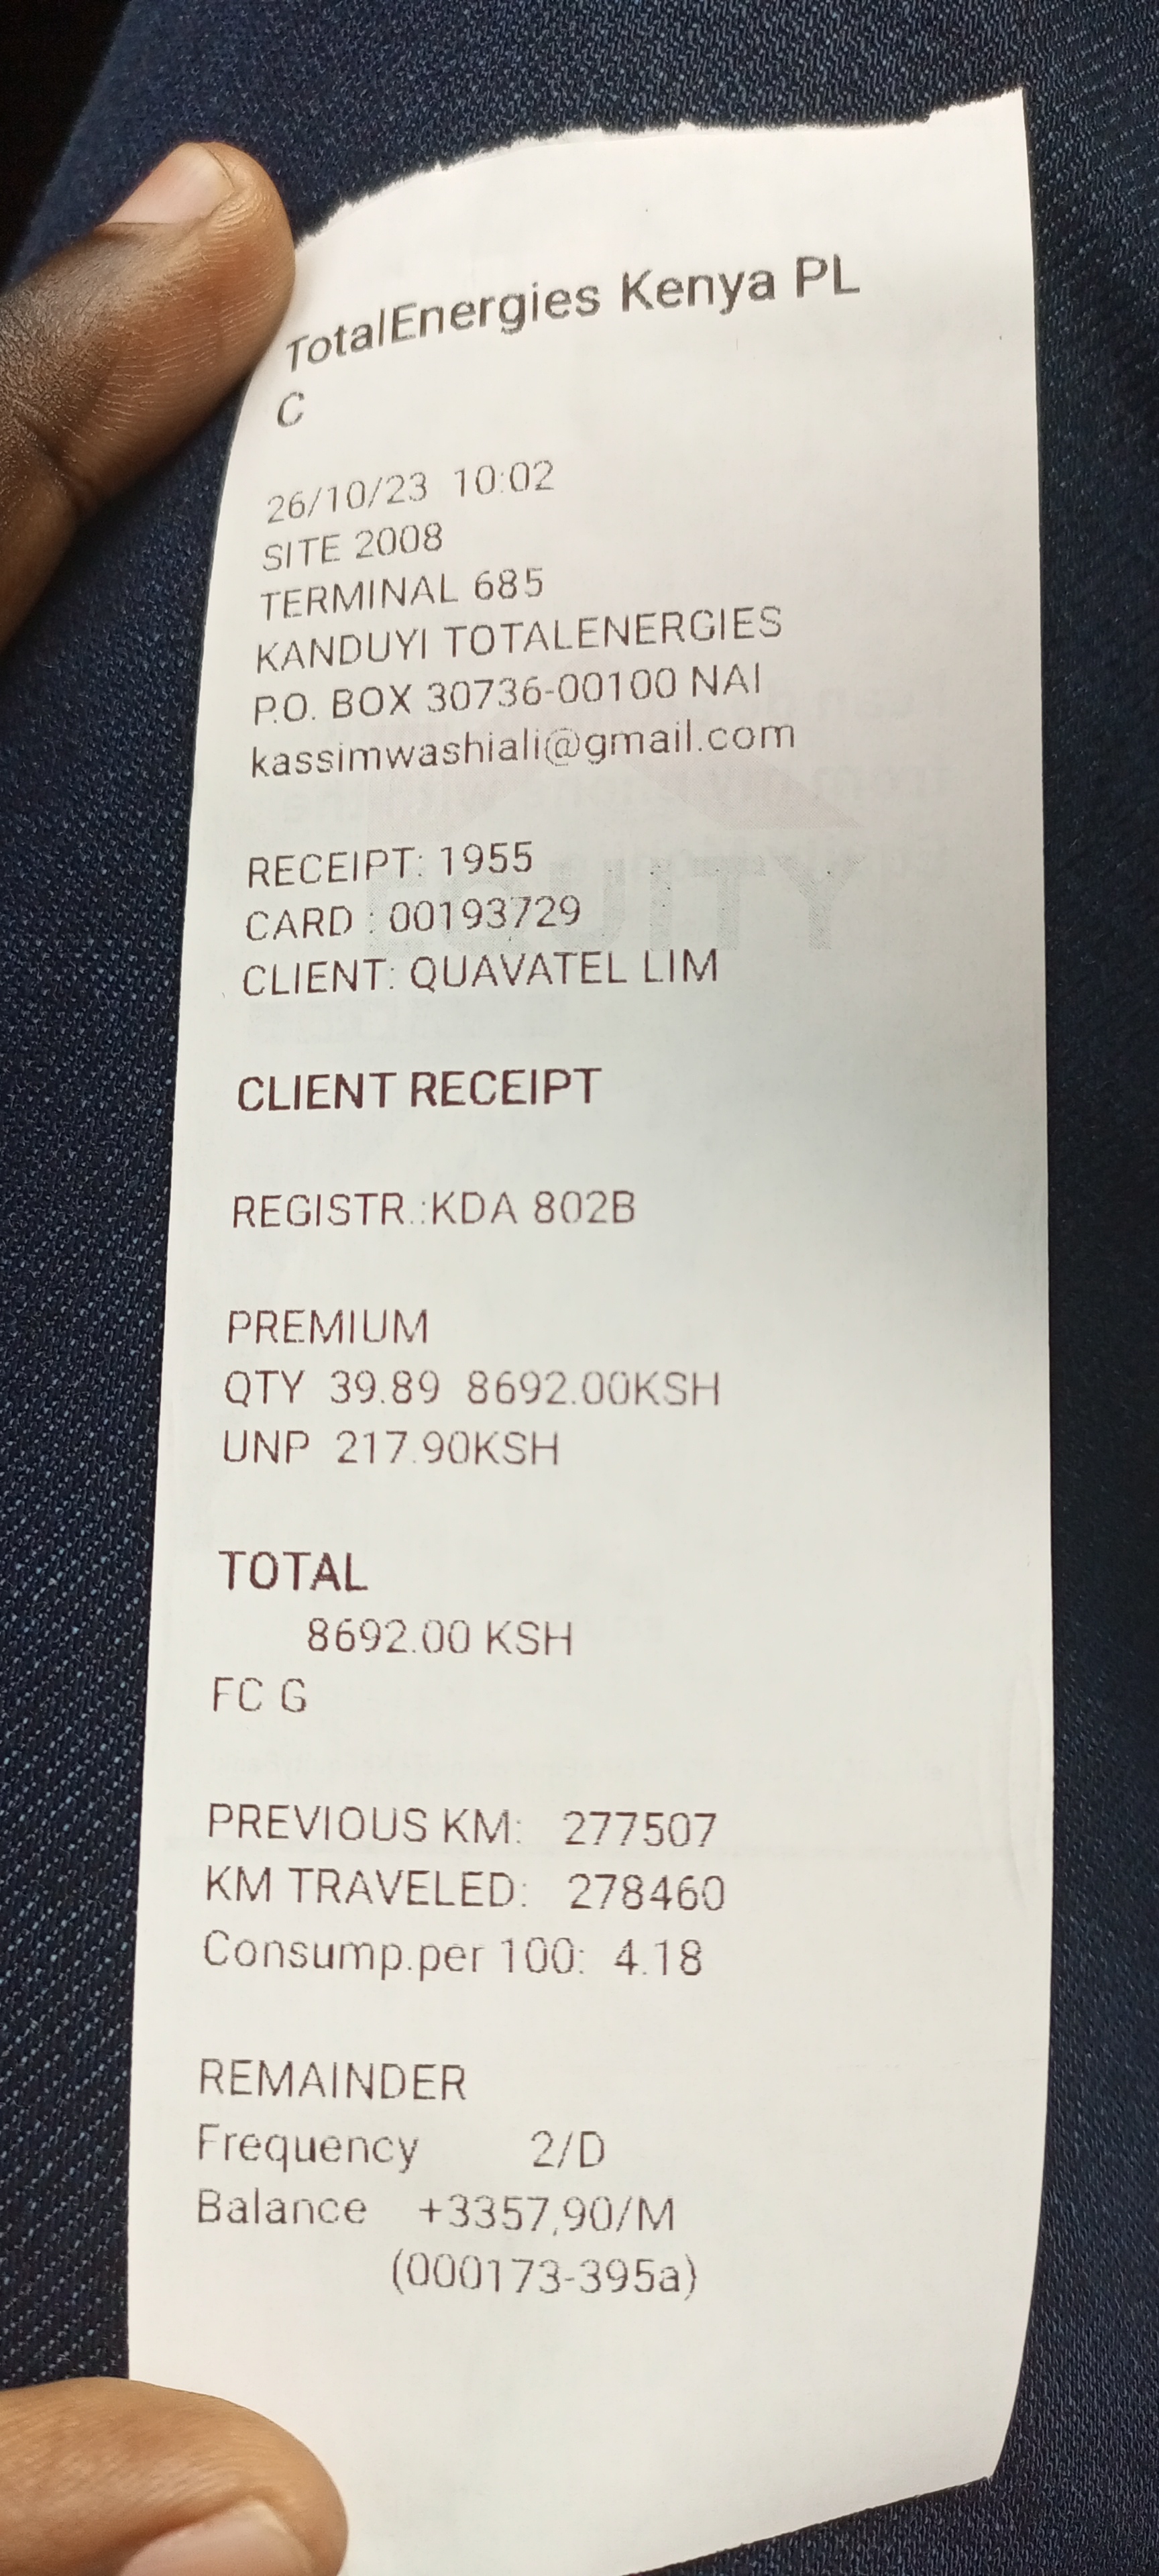 TotalEnergies Kenya PL
C
26/10/23 10:02
SITE 2008
TERMINAL 685
KANDUYI TOTALENERGIES
P.O. BOX 30736-00100 NAI
kassimwashiali@gmail.com
RECEIPT: 1955
CARD : 00193729
CLIENT: QUAVATEL LIM
CLIENT RECEIPT
REGISTR.:KDA 802B
PREMIUM
QTY 39.89 8692.00KSH
UNP 217.90KSH
TOTAL
8692.00 KSH
FC G
PREVIOUS KM: 277507
KM TRAVELED: 278460
Consump.per 100: 4.18
REMAINDER
Frequency 2/D
Balance +3357,90/M
(000173-395a)